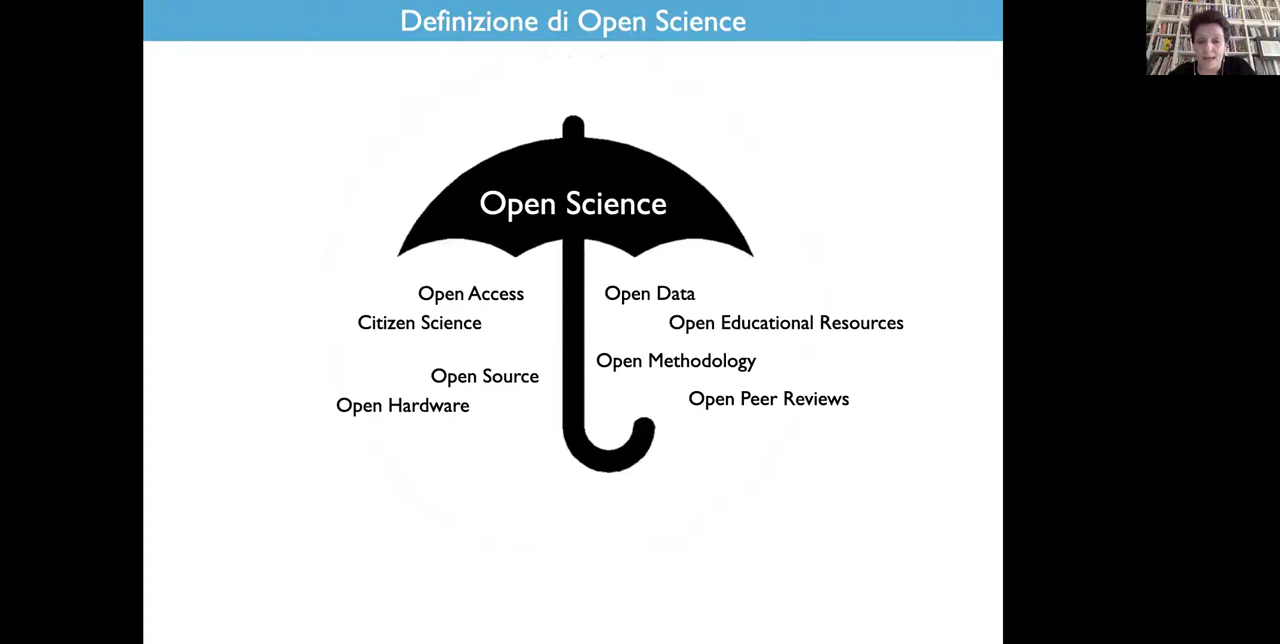 Definizione di Open Science
Open Science
Open Access
Open Data
Citizen Science
Open Educational Resources
Open Methodology
Open Source
Open Peer Reviews
Open Hardware